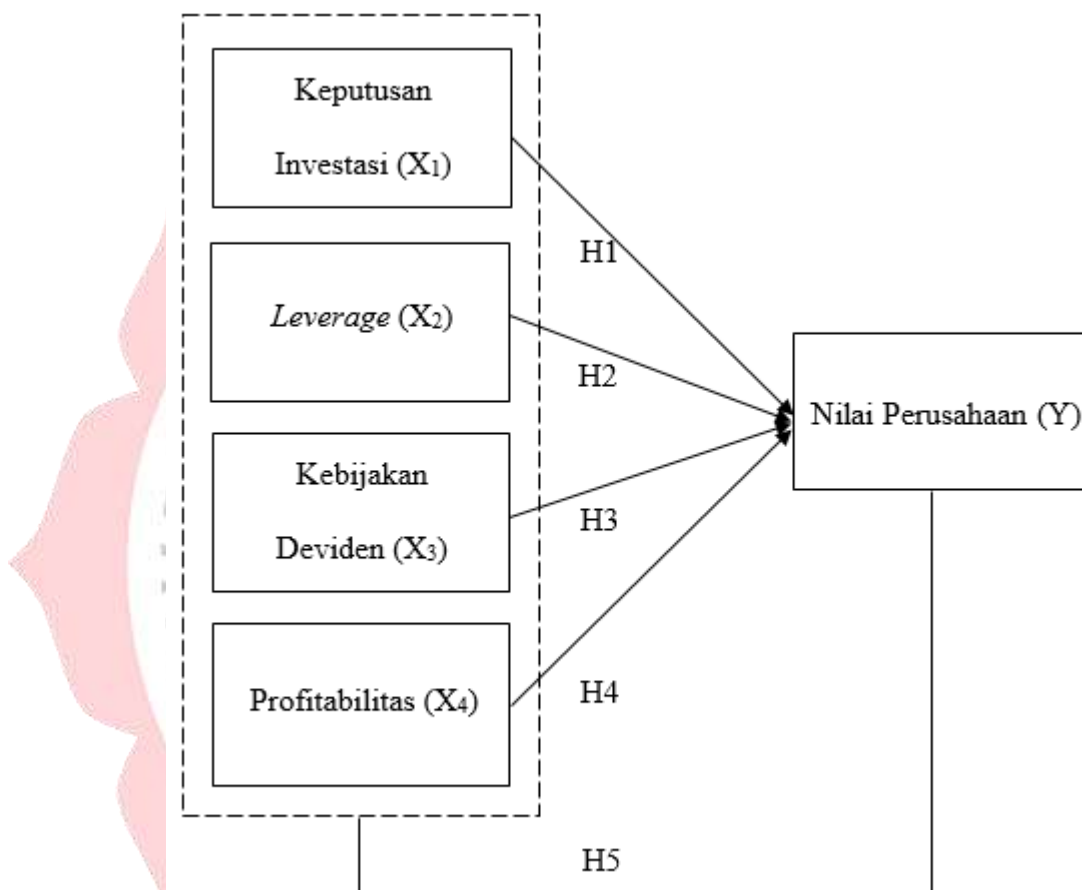 Keputusan
Investasi (X₁)
H1
Leverage (X₂)
H2
Nilai Perusahaan (Y)
Kebijakan
Deviden (X₃)
H3
Profitabilitas (X₄)
H4
H5